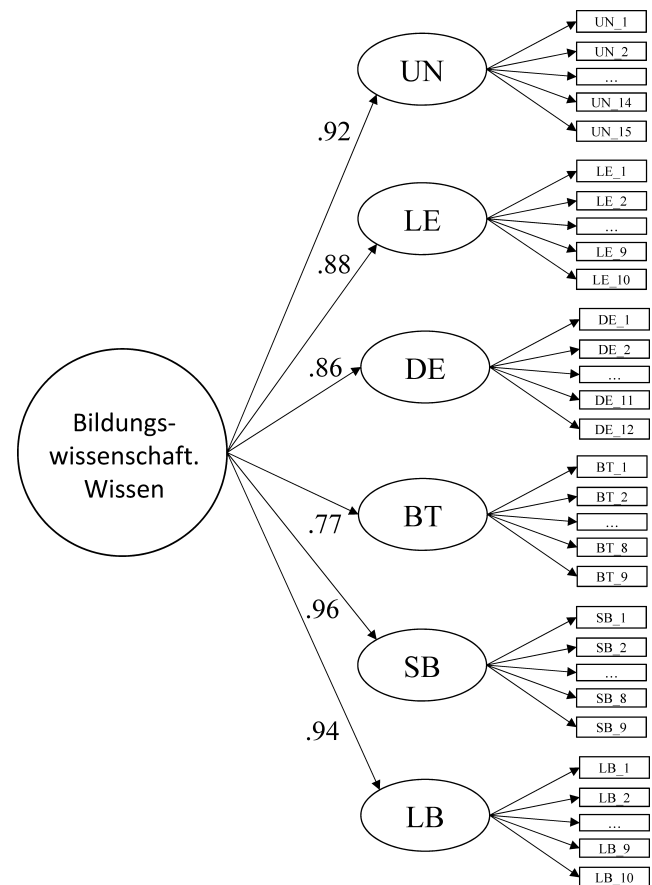 UN_1
UN_2
...
UN_14
UN_15
UN
.92
LE_1
LE_2
...
LE_9
LE_10
LE
.88
DE_1
DE_2
...
DE_11
DE_12
DE
.86
Bildungs-
wissenschaft.
Wissen
BT_1
BT_2
...
BT_8
BT_9
BT
.77
SB_1
SB_2
...
SB_8
SB_9
SB
.96
LB_1
LB_2
...
LB_9
LB_10
LB
.94